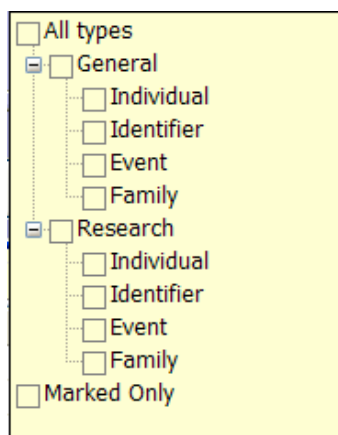 All types
General
Individual
Identifier
Event
Family
Research
Individual
Identifier
Event
Family
Marked Only